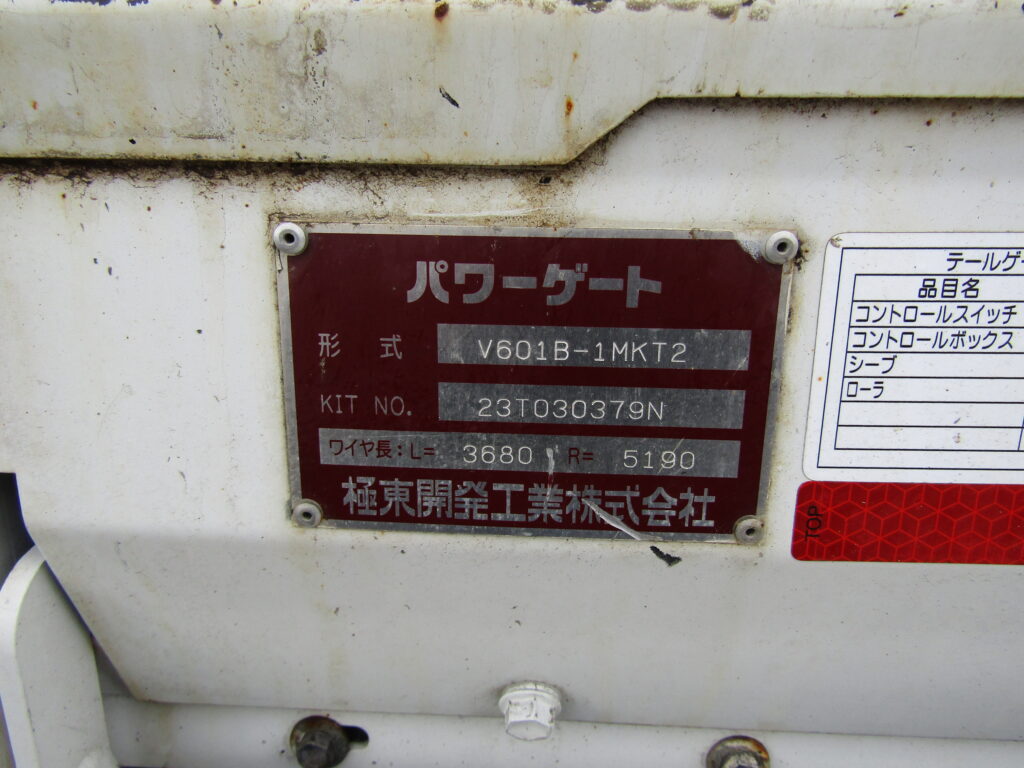 パワーゲート
形 式 V601B-1MKT2
KIT NO. 23T030379N
ワイヤ長：L= 3680 R= 5190
極東開発工業株式会社
テールゲー
品目名
コントロールスイッチ
コントロールボックス
シーブ
ローラ
TOP